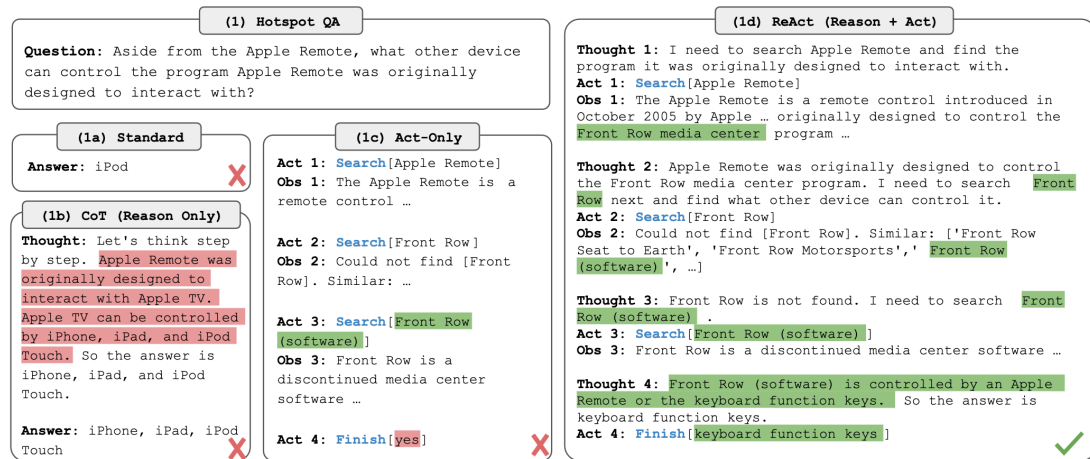 (1) Hotspot QA
Question: Aside from the Apple Remote, what other device
can control the program Apple Remote was originally
designed to interact with?
(1a) Standard
Answer: iPod
(1b) CoT (Reason Only)
Thought: Let's think step
by step. Apple Remote was
originally designed to
interact with Apple TV.
Apple TV can be controlled
by iPhone, iPad, and iPod
Touch. So the answer is
iPhone, iPad, and iPod
Touch.
Answer: iPhone, iPad, iPod
Touch
(1c) Act-Only
Act 1: Search[Apple Remote]
Obs 1: The Apple Remote is a
remote control …
Act 2: Search[Front Row]
Obs 2: Could not find [Front
Row]. Similar: …
Act 3: Search[Front Row
(software)]
Obs 3: Front Row is a
discontinued media center
software …
Act 4: Finish[yes]
(1d) ReAct (Reason + Act)
Thought 1: I need to search Apple Remote and find the
program it was originally designed to interact with.
Act 1: Search[Apple Remote]
Obs 1: The Apple Remote is a remote control introduced in
October 2005 by Apple … originally designed to control the
Front Row media center program …
Thought 2: Apple Remote was originally designed to control
the Front Row media center program. I need to search Front
Row next and find what other device can control it.
Act 2: Search[Front Row]
Obs 2: Could not find [Front Row]. Similar: ['Front Row
Seat to Earth', 'Front Row Motorsports',' Front Row
(software)', …]
Thought 3: Front Row is not found. I need to search Front
Row (software) .
Act 3: Search[Front Row (software)]
Obs 3: Front Row is a discontinued media center software …
Thought 4: Front Row (software) is controlled by an Apple
Remote or the keyboard function keys. So the answer is
keyboard function keys.
Act 4: Finish[keyboard function keys]